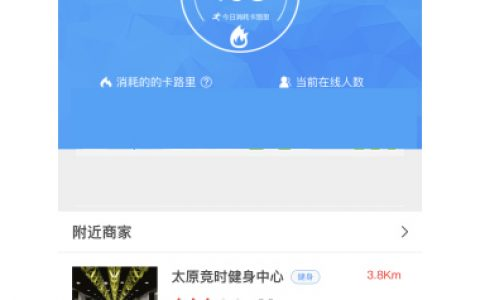 今日消耗卡路里
消耗的的卡路里 ?
当前在线人数
附近商家
太原竞时健身中心 健身 3.8Km